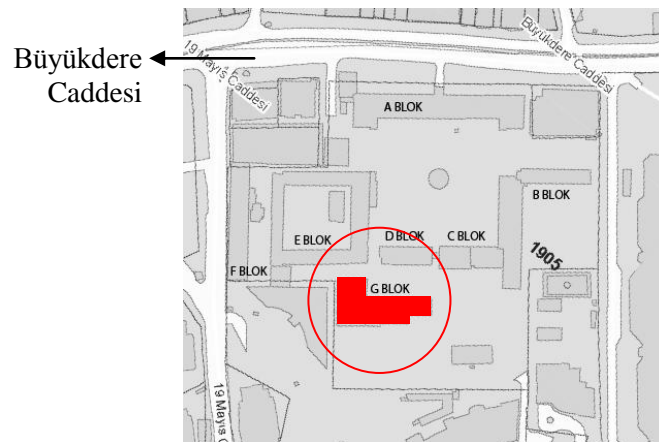 Büyükdere
Caddesi
19 Mayıs Caddesi
Büyükdere Caddesi
A BLOK
B BLOK
D BLOK
C BLOK
E BLOK
1905
F BLOK
G BLOK
19 Mayıs C